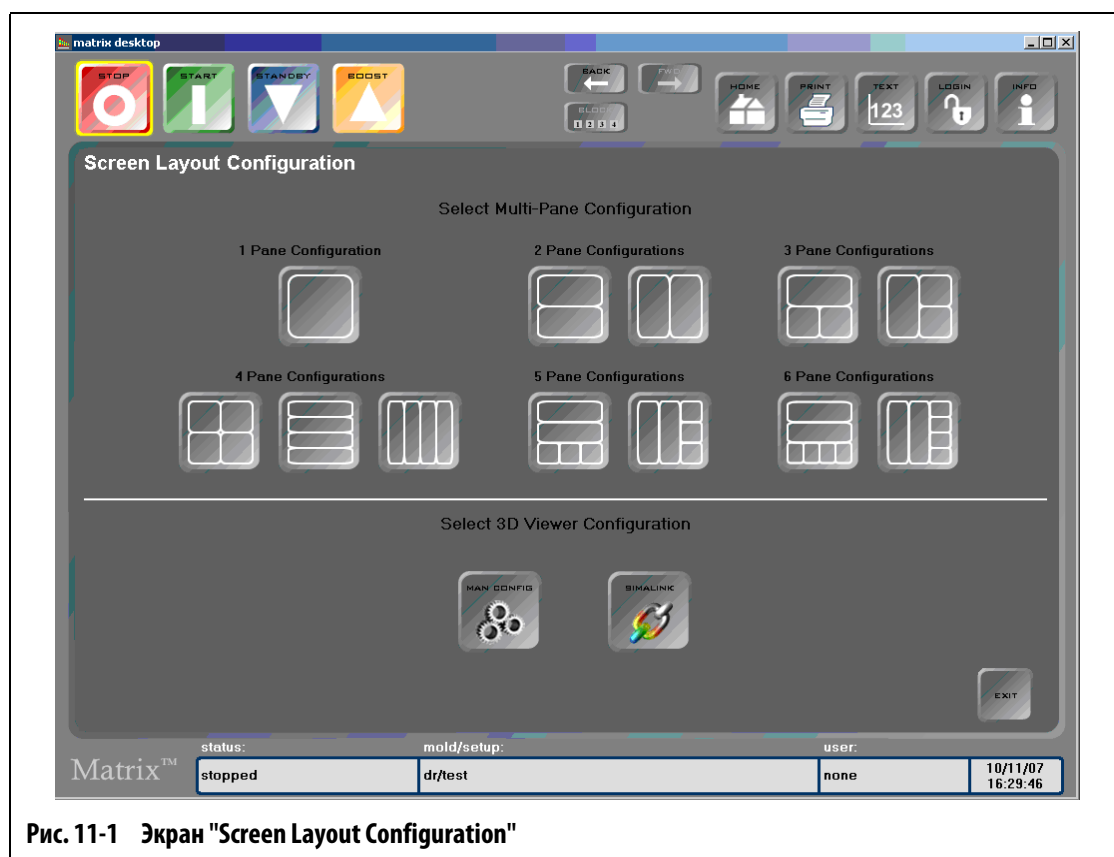 matrix desktop
STOP
START
STANDBY
BOOST
BACK
FWD
BLOCK
1 2 3 4
HOME
PRINT
TEXT
123
LOGIN
INFO
Screen Layout Configuration
Select Multi-Pane Configuration
1 Pane Configuration
2 Pane Configurations
3 Pane Configurations
4 Pane Configurations
5 Pane Configurations
6 Pane Configurations
Select 3D Viewer Configuration
MAN CONFIG
SIMALINK
EXIT
status:
mold/setup:
user:
Matrix™
stopped
dr/test
none
10/11/07
16:29:46
Рис. 11-1 Экран "Screen Layout Configuration"